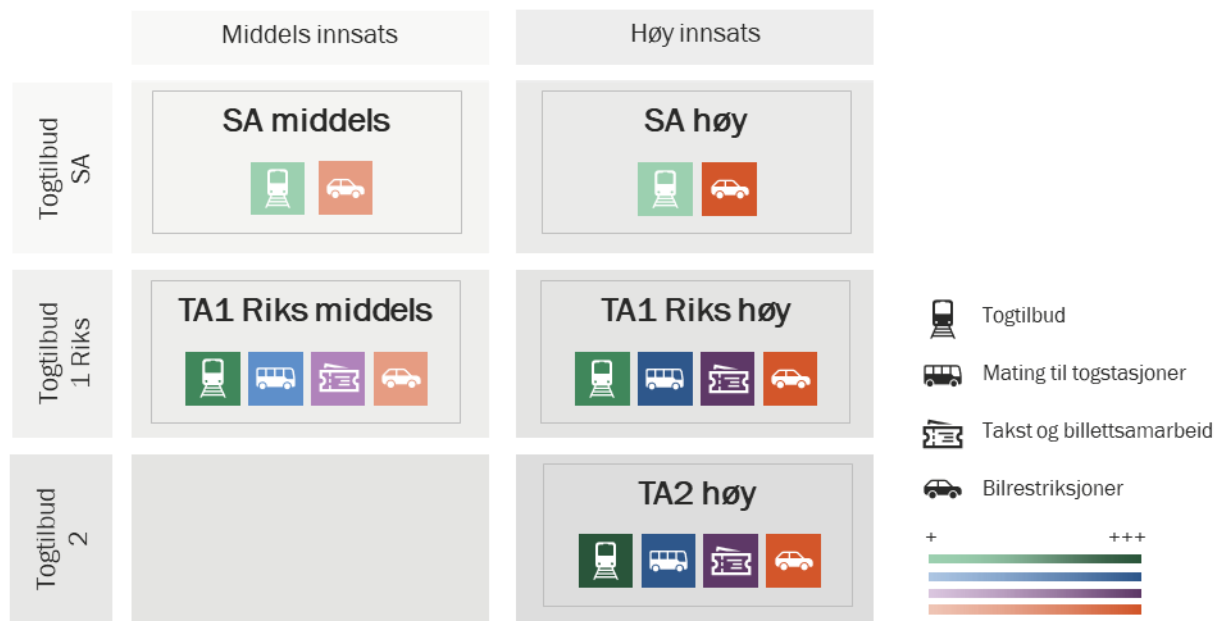 Middels innsats
Høy innsats
Togtilbud
SA
SA middels
SA høy
Togtilbud
1 Riks
TA1 Riks middels
TA1 Riks høy
Togtilbud
2
TA2 høy
Togtilbud
Mating til togstasjoner
Takst og billettsamarbeid
Bilrestriksjoner
+ +++